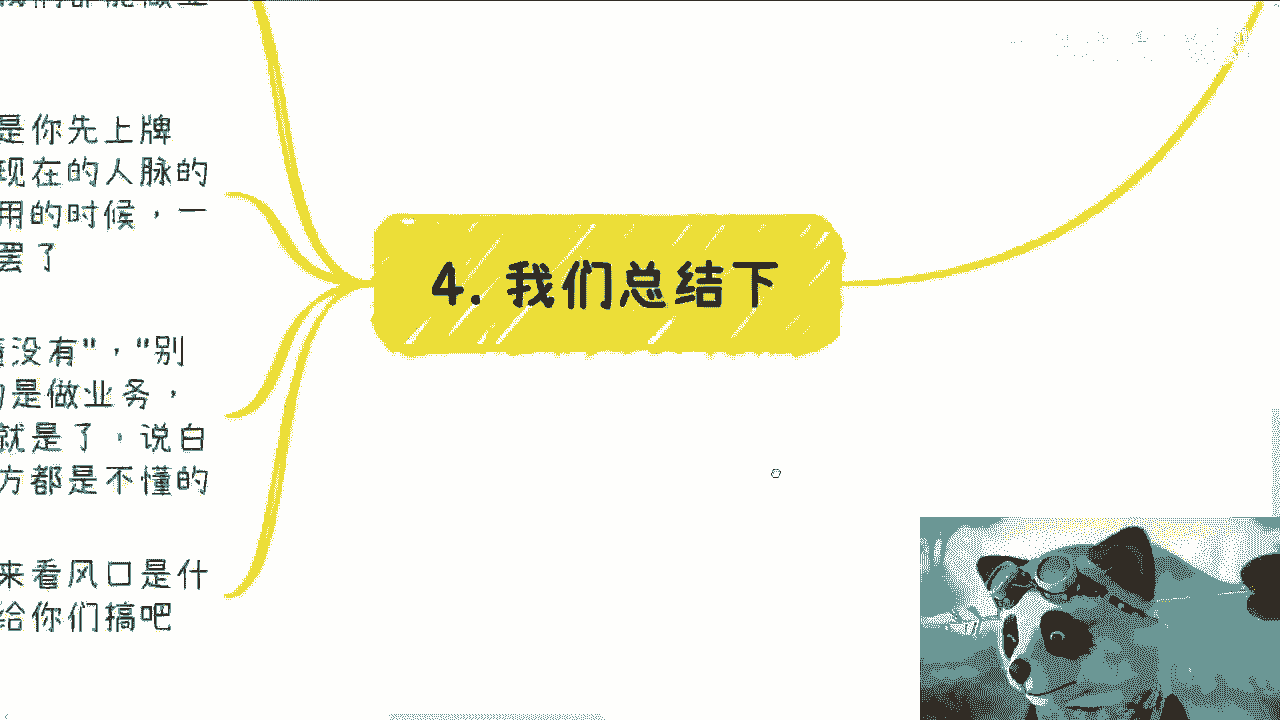 是你先上牌
现在的人脉的
用的时候，一
罢了
没有"，"别
的是做业务，
就是了，说白
方都是不懂的
来看风口是什
给你们搞吧
4. 我们总结下